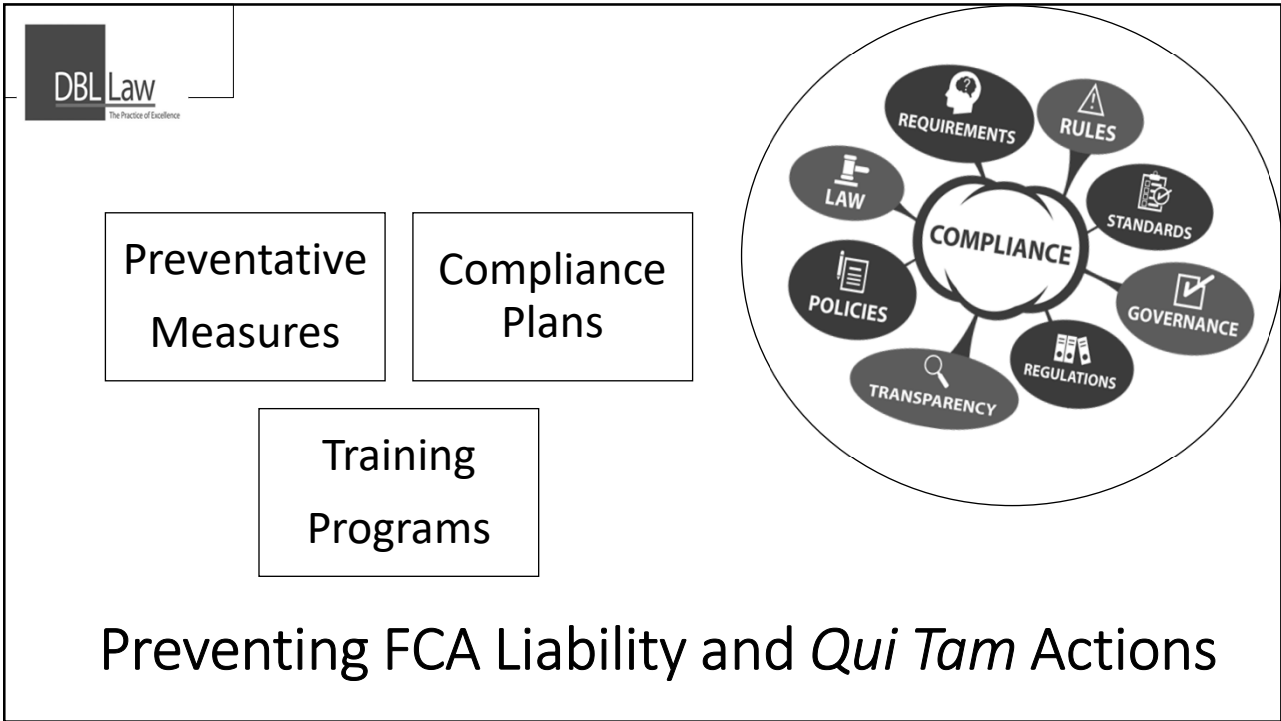 DBL Law
The Practice of Excellence
Preventative
Measures
Compliance
Plans
Training
Programs
REQUIREMENTS
RULES
LAW
STANDARDS
COMPLIANCE
POLICIES
GOVERNANCE
REGULATIONS
TRANSPARENCY
Preventing FCA Liability and Qui Tam Actions